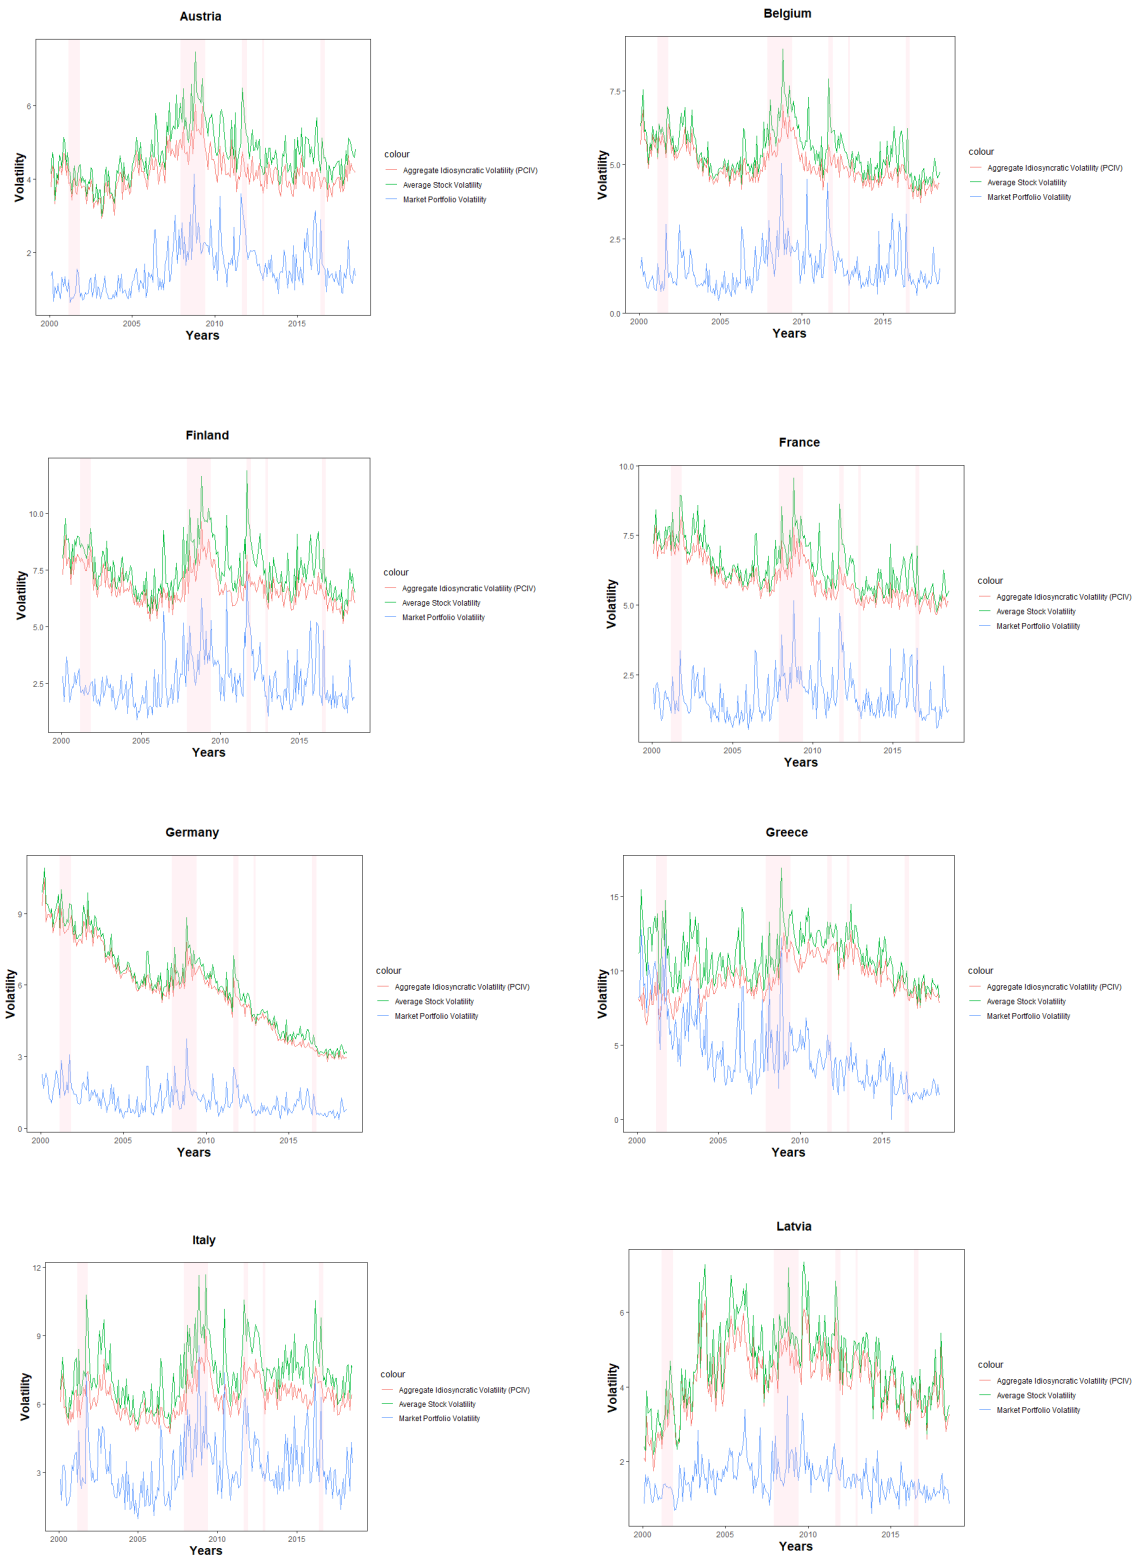 Austria
Volatility
6
4
2
2000 2005 2010 2015
Years
colour
Aggregate Idiosyncratic Volatility (PCIV)
Average Stock Volatility
Market Portfolio Volatility
Belgium
Volatility
7.5
5.0
2.5
0.0
2000 2005 2010 2015
Years
colour
Aggregate Idiosyncratic Volatility (PCIV)
Average Stock Volatility
Market Portfolio Volatility
Finland
Volatility
10.0
7.5
5.0
2.5
2000 2005 2010 2015
Years
colour
Aggregate Idiosyncratic Volatility (PCIV)
Average Stock Volatility
Market Portfolio Volatility
France
Volatility
10.0
7.5
5.0
2.5
2000 2005 2010 2015
Years
colour
Aggregate Idiosyncratic Volatility (PCIV)
Average Stock Volatility
Market Portfolio Volatility
Germany
Volatility
9
6
3
0
2000 2005 2010 2015
Years
colour
Aggregate Idiosyncratic Volatility (PCIV)
Average Stock Volatility
Market Portfolio Volatility
Greece
Volatility
15
10
5
0
2000 2005 2010 2015
Years
colour
Aggregate Idiosyncratic Volatility (PCIV)
Average Stock Volatility
Market Portfolio Volatility
Italy
Volatility
12
9
6
3
2000 2005 2010 2015
Years
colour
Aggregate Idiosyncratic Volatility (PCIV)
Average Stock Volatility
Market Portfolio Volatility
Latvia
Volatility
6
4
2
2000 2005 2010 2015
Years
colour
Aggregate Idiosyncratic Volatility (PCIV)
Average Stock Volatility
Market Portfolio Volatility